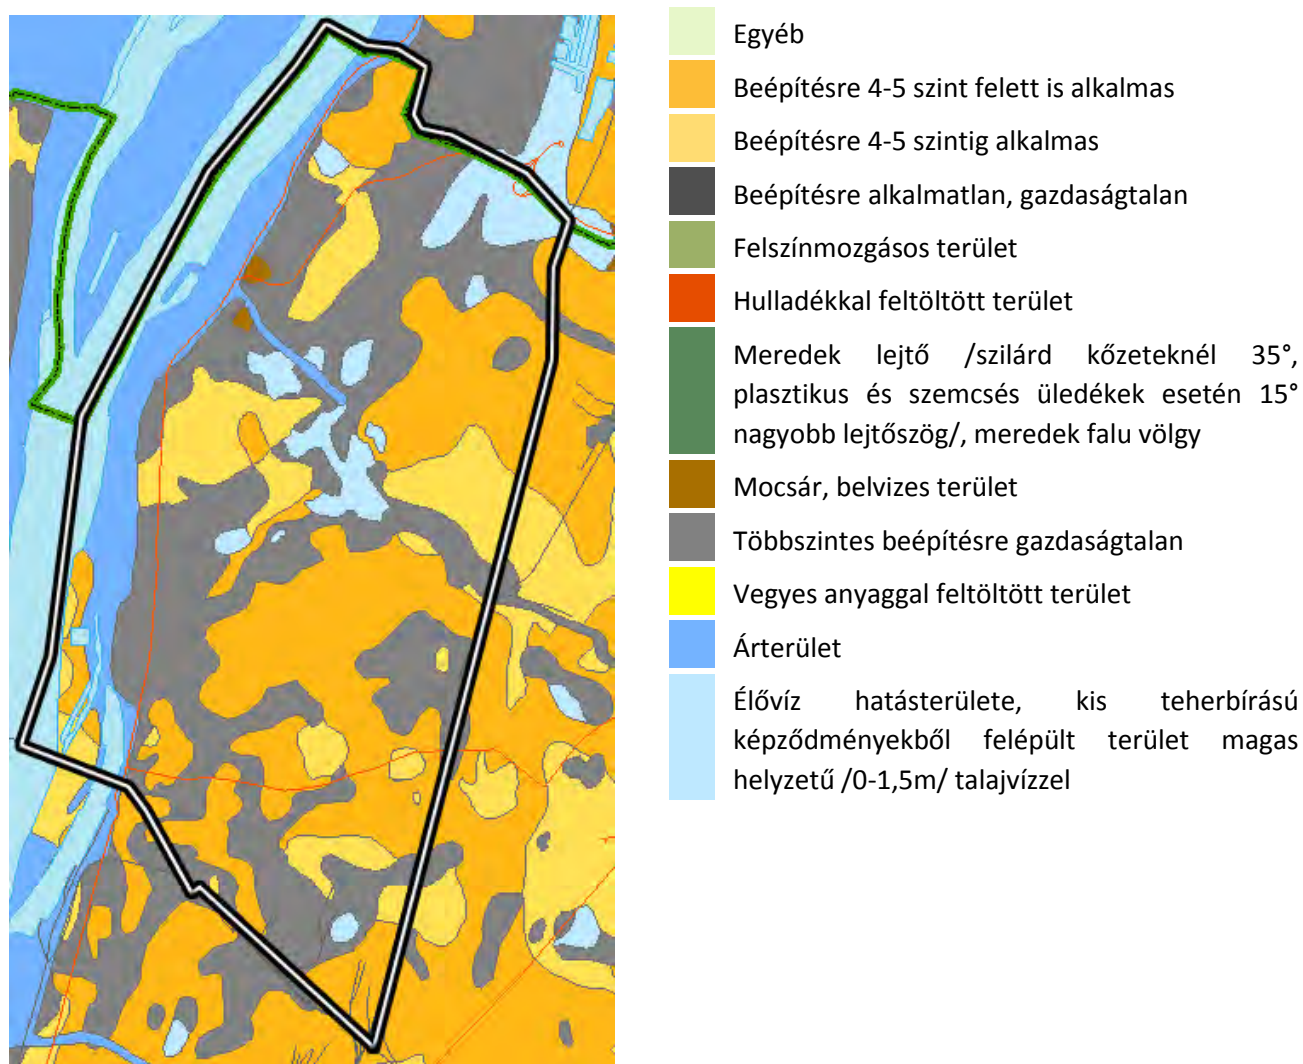 Egyéb
Beépítésre 4-5 szint felett is alkalmas
Beépítésre 4-5 szintig alkalmas
Beépítésre alkalmatlan, gazdaságtalan
Felszínmozgásos terület
Hulladékkal feltöltött terület
Meredek lejtő /szilárd kőzeteknél 35°,
plasztikus és szemcsés üledékek esetén 15°
nagyobb lejtőszög/, meredek falu völgy
Mocsár, belvizes terület
Többszintes beépítésre gazdaságtalan
Vegyes anyaggal feltöltött terület
Árterület
Élővíz hatásterülete, kis teherbírású
képződményekből felépült terület magas
helyzetű /0-1,5m/ talajvízzel